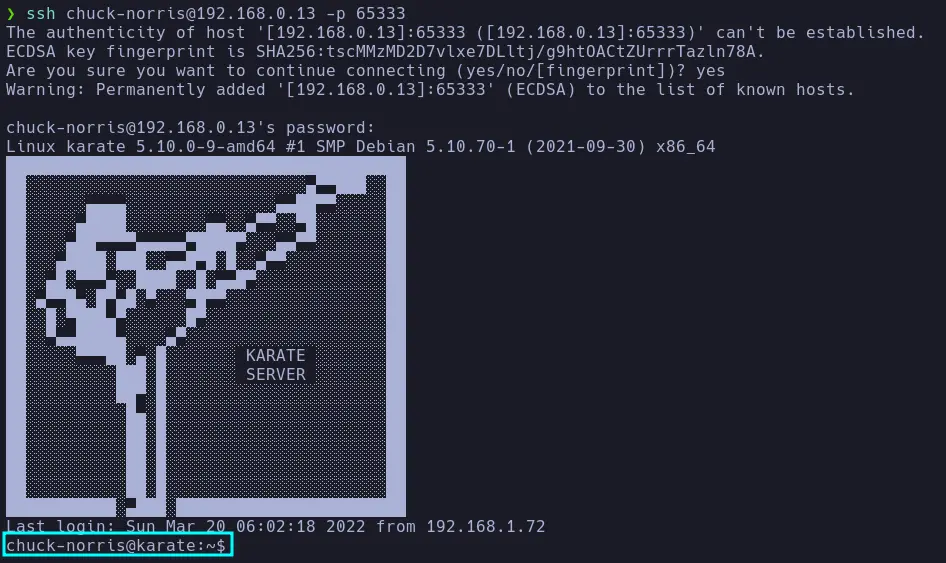 ❯ ssh chuck-norris@192.168.0.13 -p 65333
The authenticity of host '[192.168.0.13]:65333 ([192.168.0.13]:65333)' can't be established.
ECDSA key fingerprint is SHA256:tscMMzMD2D7vlxe7DLltj/g9htOACtZUrrrTazln78A.
Are you sure you want to continue connecting (yes/no/[fingerprint])? yes
Warning: Permanently added '[192.168.0.13]:65333' (ECDSA) to the list of known hosts.
chuck-norris@192.168.0.13's password:
Linux karate 5.10.0-9-amd64 #1 SMP Debian 5.10.70-1 (2021-09-30) x86_64
KARATE
SERVER
Last login: Sun Mar 20 06:02:18 2022 from 192.168.1.72
chuck-norris@karate:~$